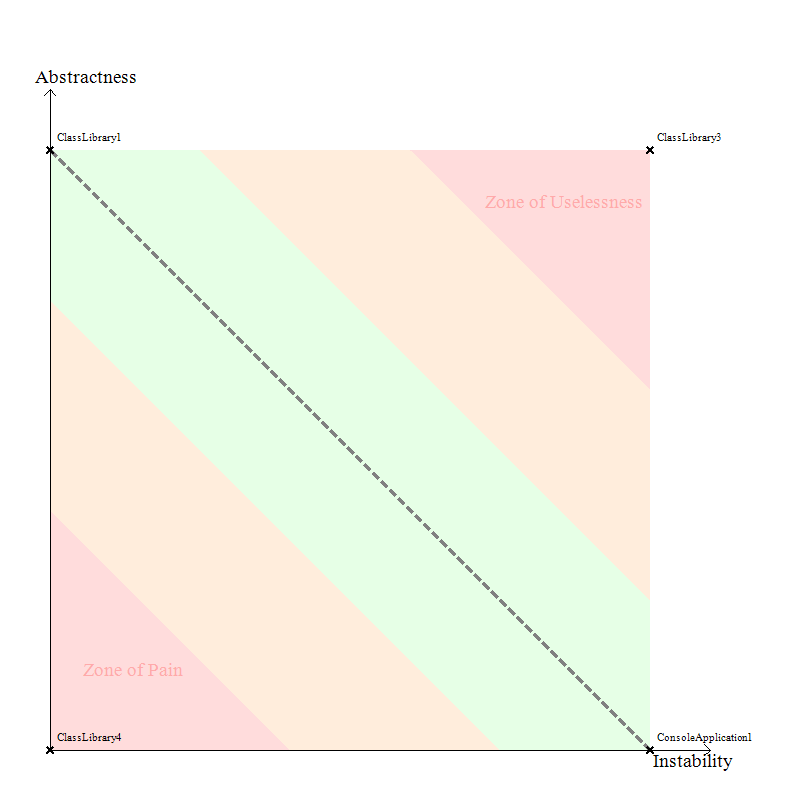 Abstractness
ClassLibrary1
ClassLibrary3
Zone of Uselessness
Zone of Pain
ClassLibrary4
ConsoleApplication1
Instability